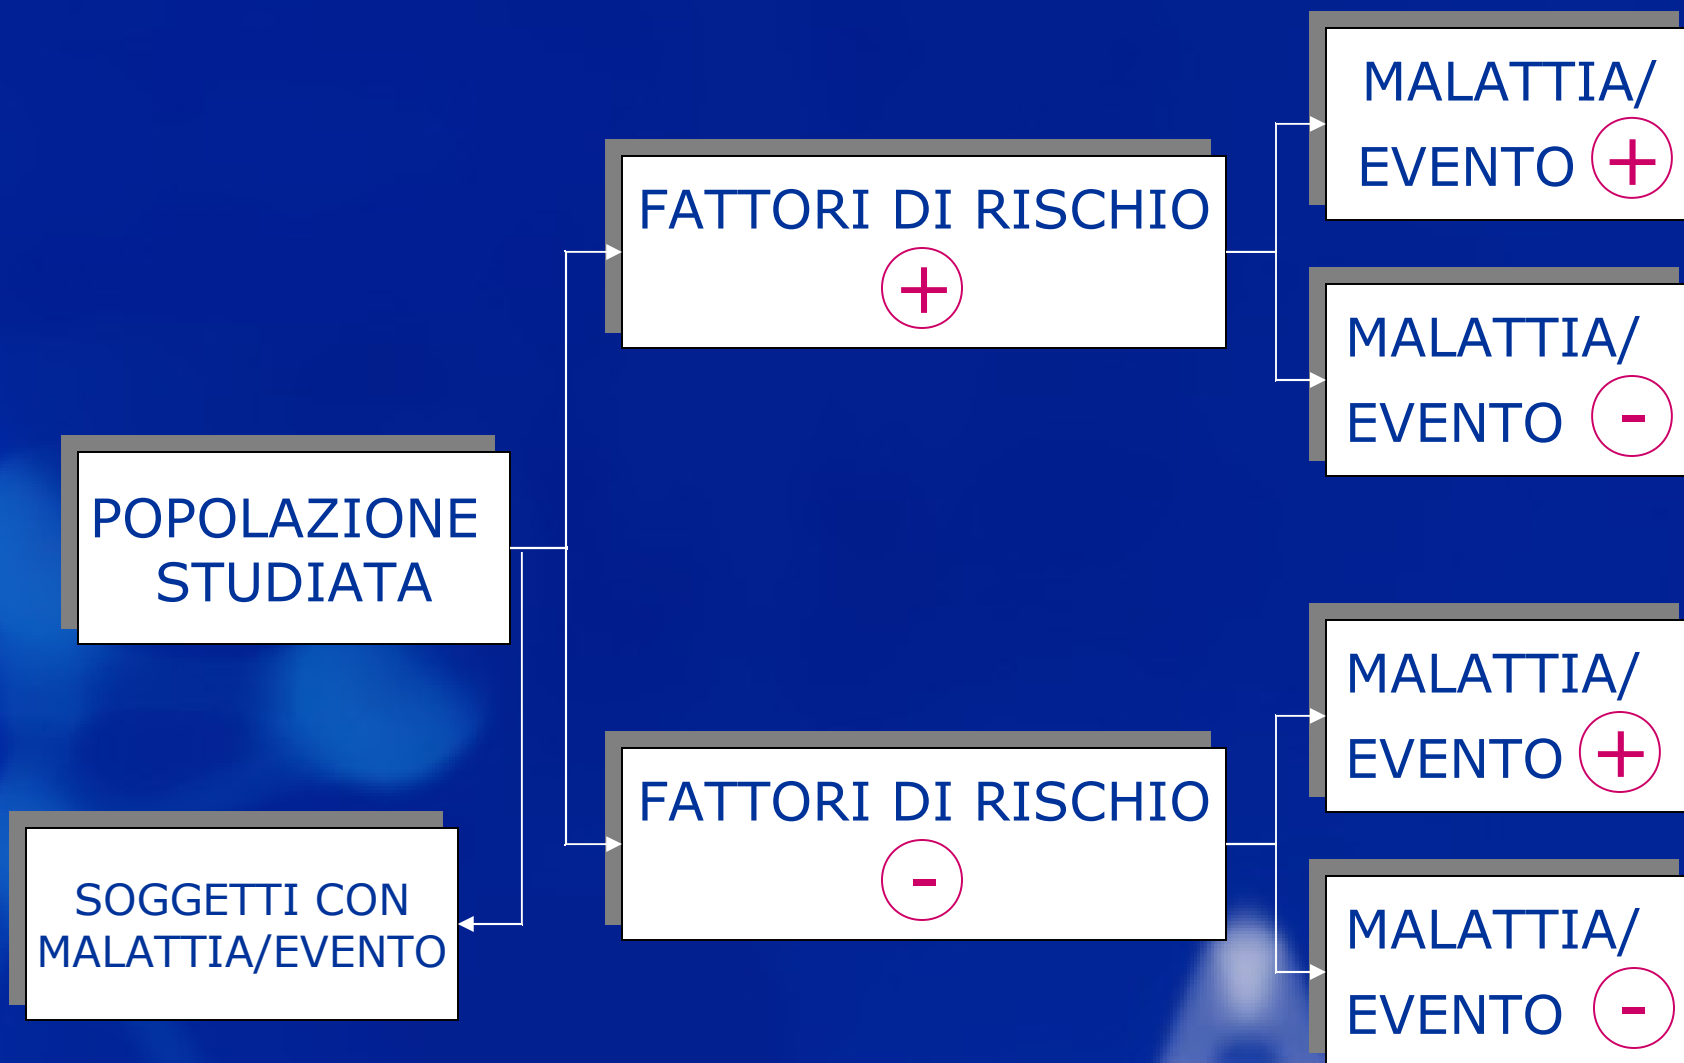 MALATTIA/
EVENTO +
FATTORI DI RISCHIO
+
MALATTIA/
EVENTO -
POPOLAZIONE
STUDIATA
MALATTIA/
EVENTO +
FATTORI DI RISCHIO
-
SOGGETTI CON
MALATTIA/EVENTO
MALATTIA/
EVENTO -